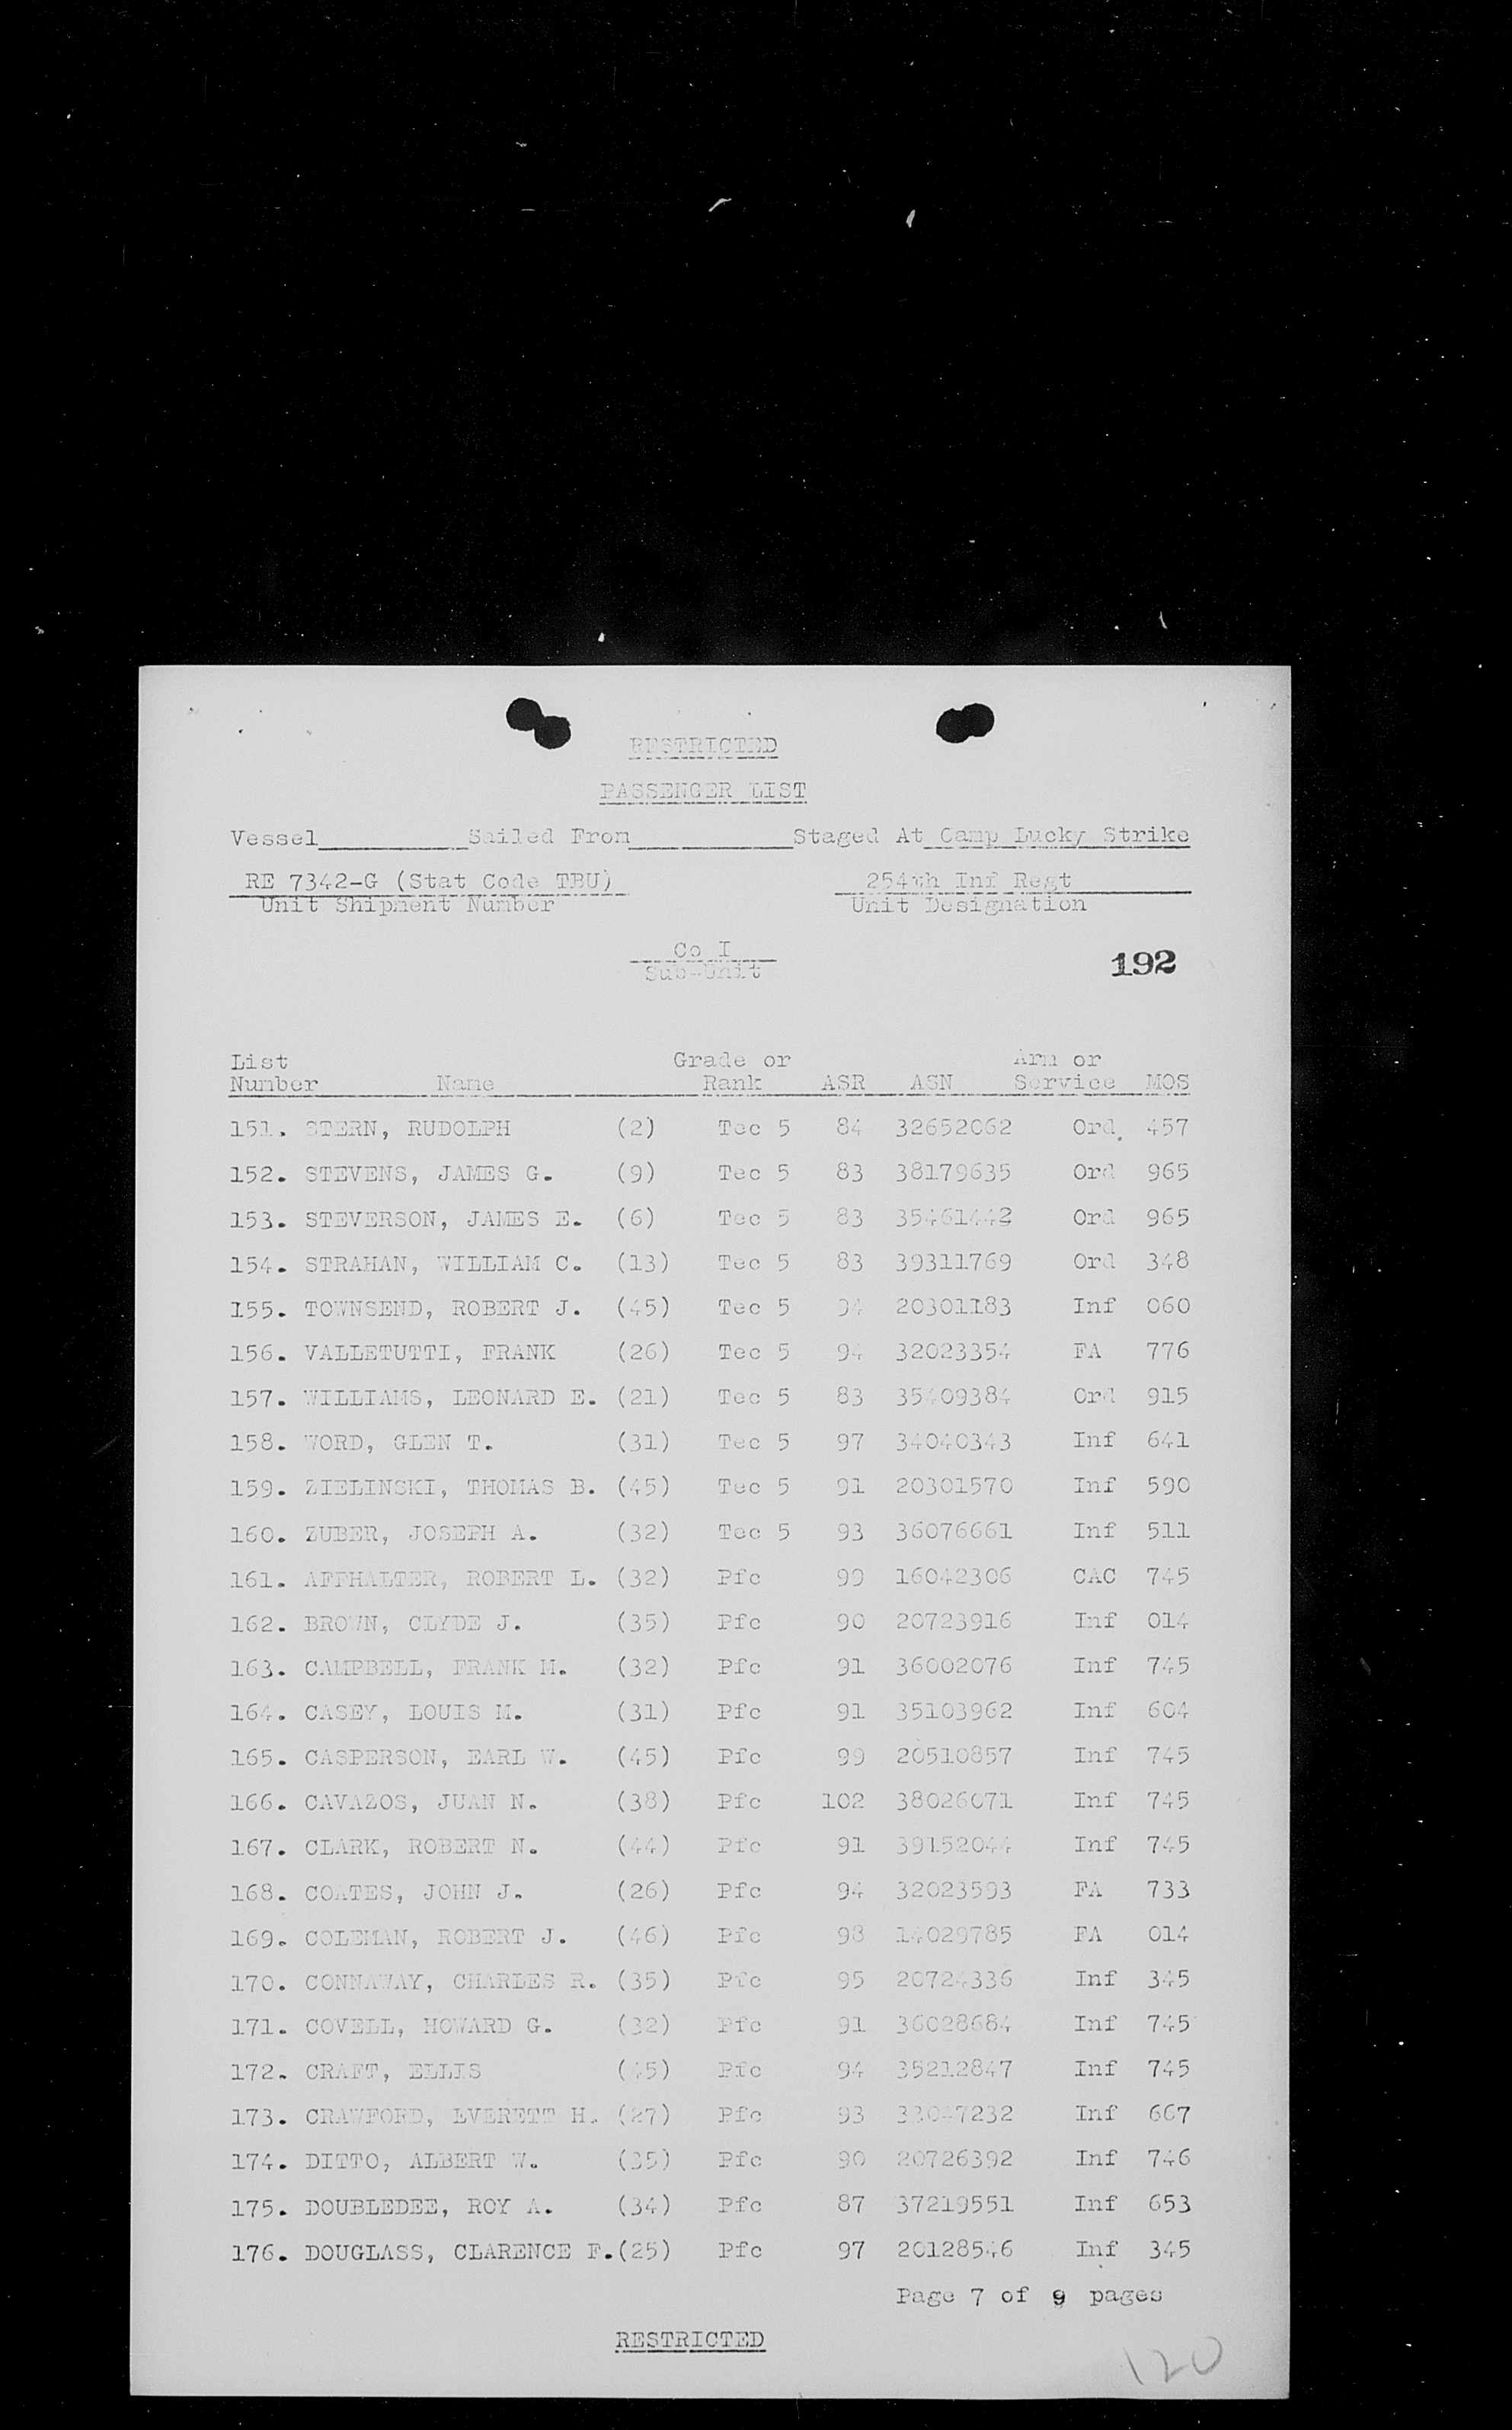 RESTRICTED
PASSENGER LIST
Vessel__________Sailed From___________Staged At Camp Lucky Strike
RE 7342-G (Stat Code TBU) 254th Inf Regt
Unit Shipment Number Unit Designation
Co I
Sub-Unit 192
List Grade or Arm or
Number Name Rank ASR ASN Service MOS
151. STERN, RUDOLPH (2) Tec 5 84 32652062 Ord 457
152. STEVENS, JAMES G. (9) Tec 5 83 38179635 Ord 965
153. STEVERSON, JAMES E. (6) Tec 5 83 35461442 Ord 965
154. STRAHAN, WILLIAM C. (13) Tec 5 83 39311769 Ord 348
155. TOWNSEND, ROBERT J. (45) Tec 5 94 20301183 Inf 060
156. VALLETUTTI, FRANK (26) Tec 5 94 32023354 FA 776
157. WILLIAMS, LEONARD E. (21) Tec 5 83 35409384 Ord 915
158. WORD, GLEN T. (31) Tec 5 97 34040343 Inf 641
159. ZIELINSKI, THOMAS B. (45) Tec 5 91 20301570 Inf 590
160. ZUBER, JOSEPH A. (32) Tec 5 93 36076661 Inf 511
161. AFFHALTER, ROBERT L. (32) Pfc 99 16042306 CAC 745
162. BROWN, CLYDE J. (35) Pfc 90 20723916 Inf 014
163. CAMPBELL, FRANK M. (32) Pfc 91 36002076 Inf 745
164. CASEY, LOUIS M. (31) Pfc 91 35103962 Inf 604
165. CASPERSON, EARL W. (45) Pfc 99 20510857 Inf 745
166. CAVAZOS, JUAN N. (38) Pfc 102 38026071 Inf 745
167. CLARK, ROBERT N. (44) Pfc 91 39152044 Inf 745
168. COATES, JOHN J. (26) Pfc 94 32023593 FA 733
169. COLEMAN, ROBERT J. (46) Pfc 98 14029785 FA 014
170. CONNAWAY, CHARLES R. (35) Pfc 95 20724336 Inf 345
171. COVELL, HOWARD G. (32) Pfc 91 36028684 Inf 745
172. CRAFT, ELLIS (45) Pfc 94 35212847 Inf 745
173. CRAWFORD, EVERETT H. (27) Pfc 93 33047232 Inf 667
174. DITTO, ALBERT W. (35) Pfc 90 20726392 Inf 746
175. DOUBLEDEE, ROY A. (34) Pfc 87 37219551 Inf 653
176. DOUGLASS, CLARENCE F.(25) Pfc 97 20128546 Inf 345
Page 7 of 9 pages
RESTRICTED
120